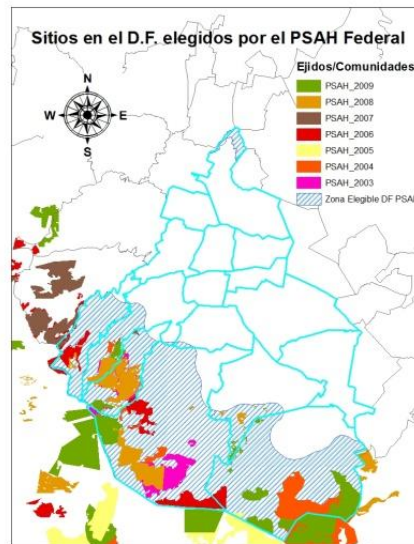 Sitios en el D.F. elegidos por el PSAH Federal
Ejidos/Comunidades
PSAH_2009
PSAH_2008
PSAH_2007
PSAH_2006
PSAH_2005
PSAH_2004
PSAH_2003
Zona Elegible DF PSAH
N
W
E
S